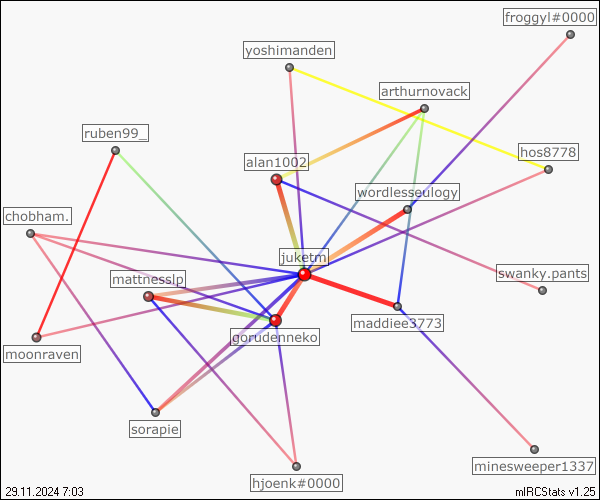 froggyl#0000
yoshimanden
arthurnovack
ruben99_
hos8778
alan1002
wordlesseulogy
chobham.
juketm
swanky.pants
mattnesslp
maddiee3773
gorudenneko
moonraven
sorapie
minesweeper1337
hjoenk#0000
29.11.2024 7:03
mIRCStats v1.25